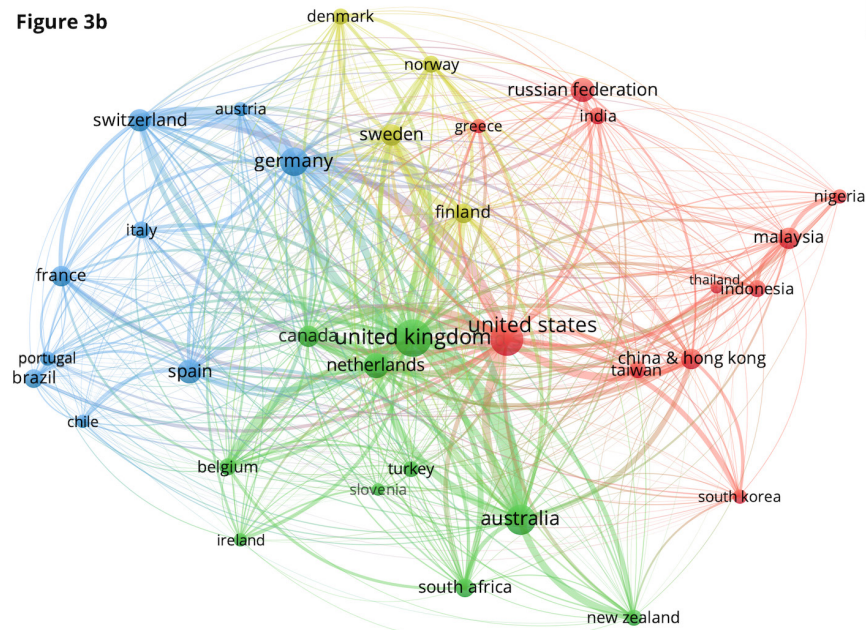 Figure 3b
denmark
norway
russian federation
india
austria
switzerland
greece
sweden
germany
nigeria
finland
italy
malaysia
france
thailand
indonesia
united states
canada
united kingdom
portugal
brazil
spain
netherlands
china & hong kong
taiwan
chile
belgium
turkey
slovenia
south korea
australia
ireland
south africa
new zealand